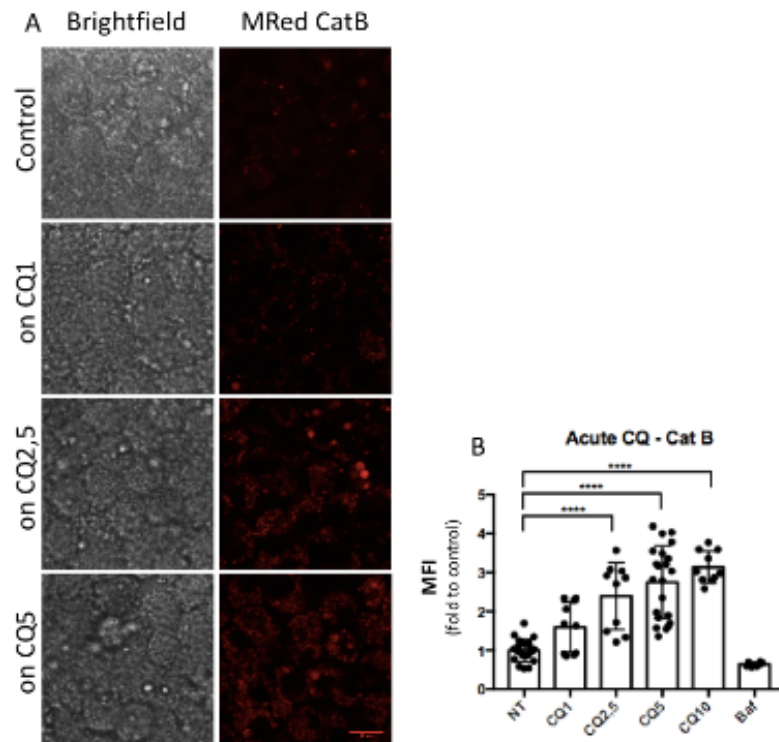 A
Brightfield
MRed CatB
Control
on CQ1
on CQ2,5
on CQ5
B
Acute CQ - Cat B
****
****
****
MFI
(fold to control)
5
4
3
2
1
0
NT
CQ1
CQ2,5
CQ5
CQ10
Baf